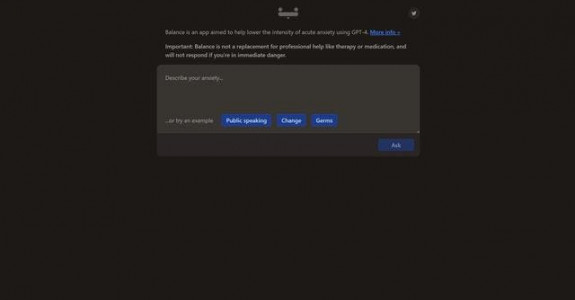 Balance is an app aimed to help lower the intensity of acute anxiety using GPT-4. More info »
Important: Balance is not a replacement for professional help like therapy or medication, and
will not respond if you're in immediate danger.
Describe your anxiety...
...or try an example Public speaking Change Germs
Ask